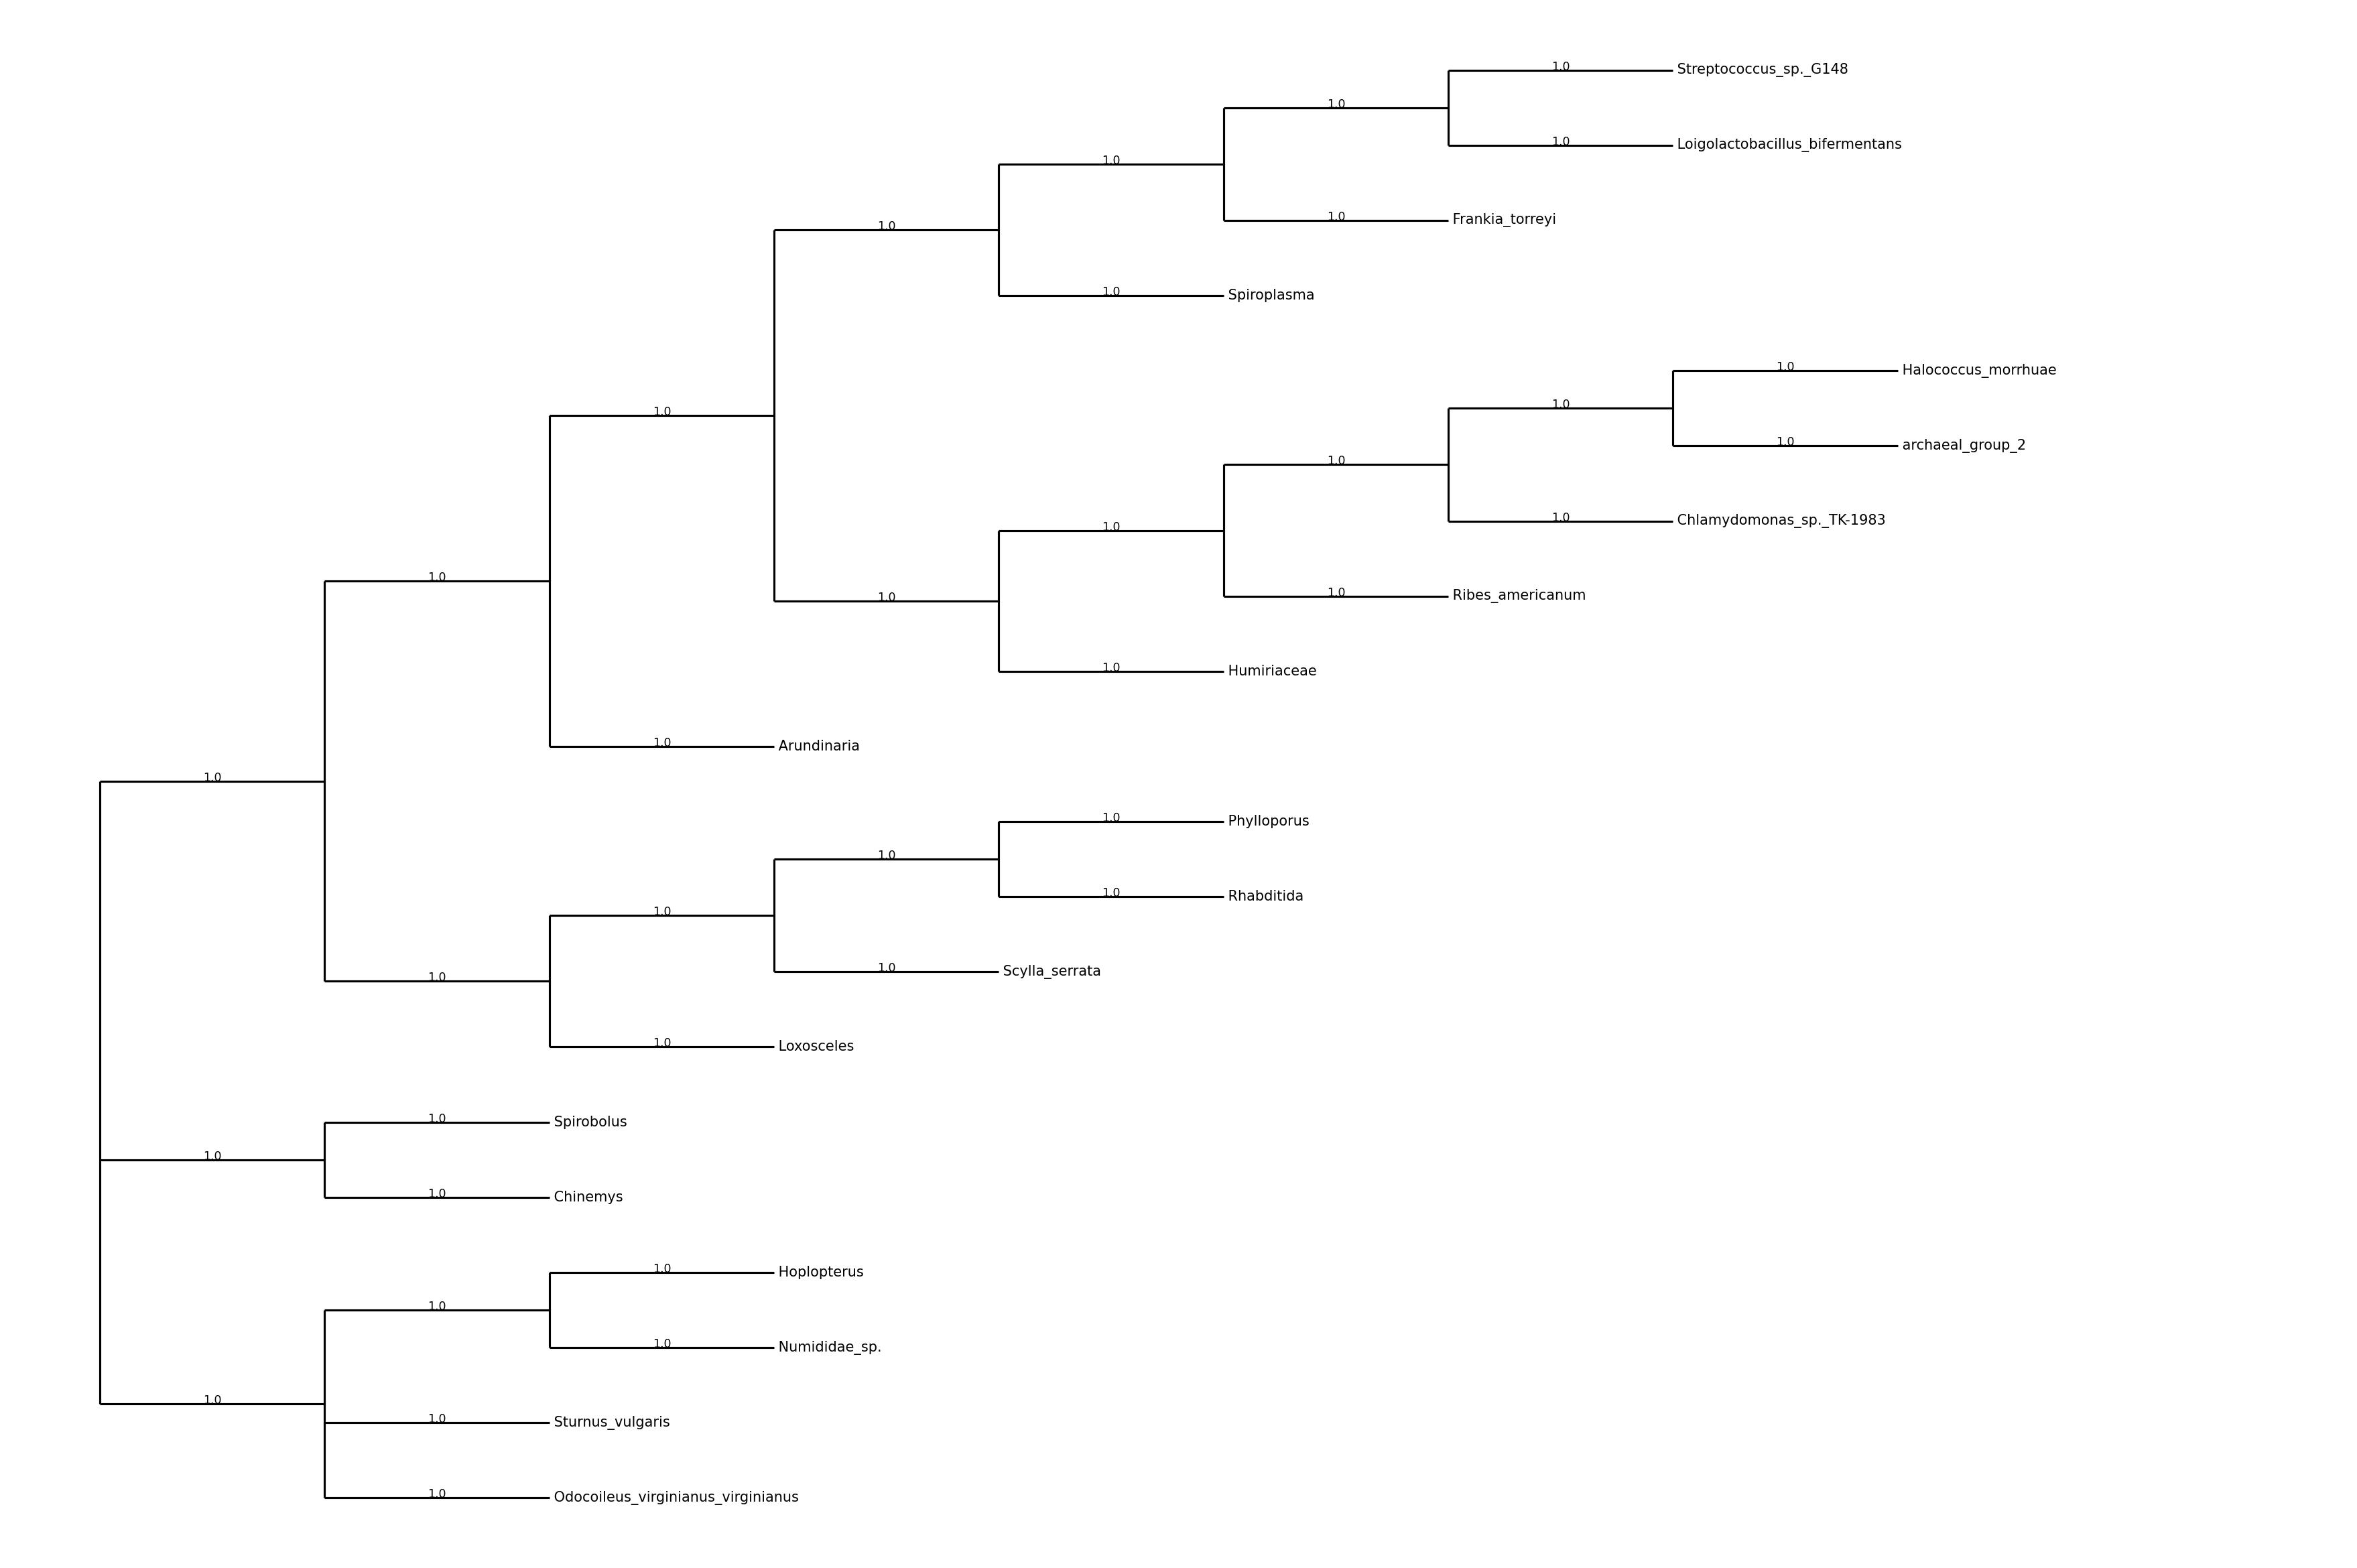 1.0 Streptococcus_sp._G148
1.0
1.0 Loigolactobacillus_bifermentans
1.0
1.0 Frankia_torreyi
1.0
1.0 Spiroplasma
1.0 Halococcus_morrhuae
1.0
1.0
1.0 archaeal_group_2
1.0
1.0 Chlamydomonas_sp._TK-1983
1.0
1.0
1.0 Ribes_americanum
1.0
1.0 Humiriaceae
1.0 Arundinaria
1.0
1.0 Phylloporus
1.0
1.0 Rhabditida
1.0
1.0 Scylla_serrata
1.0
1.0 Loxosceles
1.0 Spirobolus
1.0
1.0 Chinemys
1.0 Hoplopterus
1.0
1.0 Numididae_sp.
1.0
1.0 Sturnus_vulgaris
1.0 Odocoileus_virginianus_virginianus